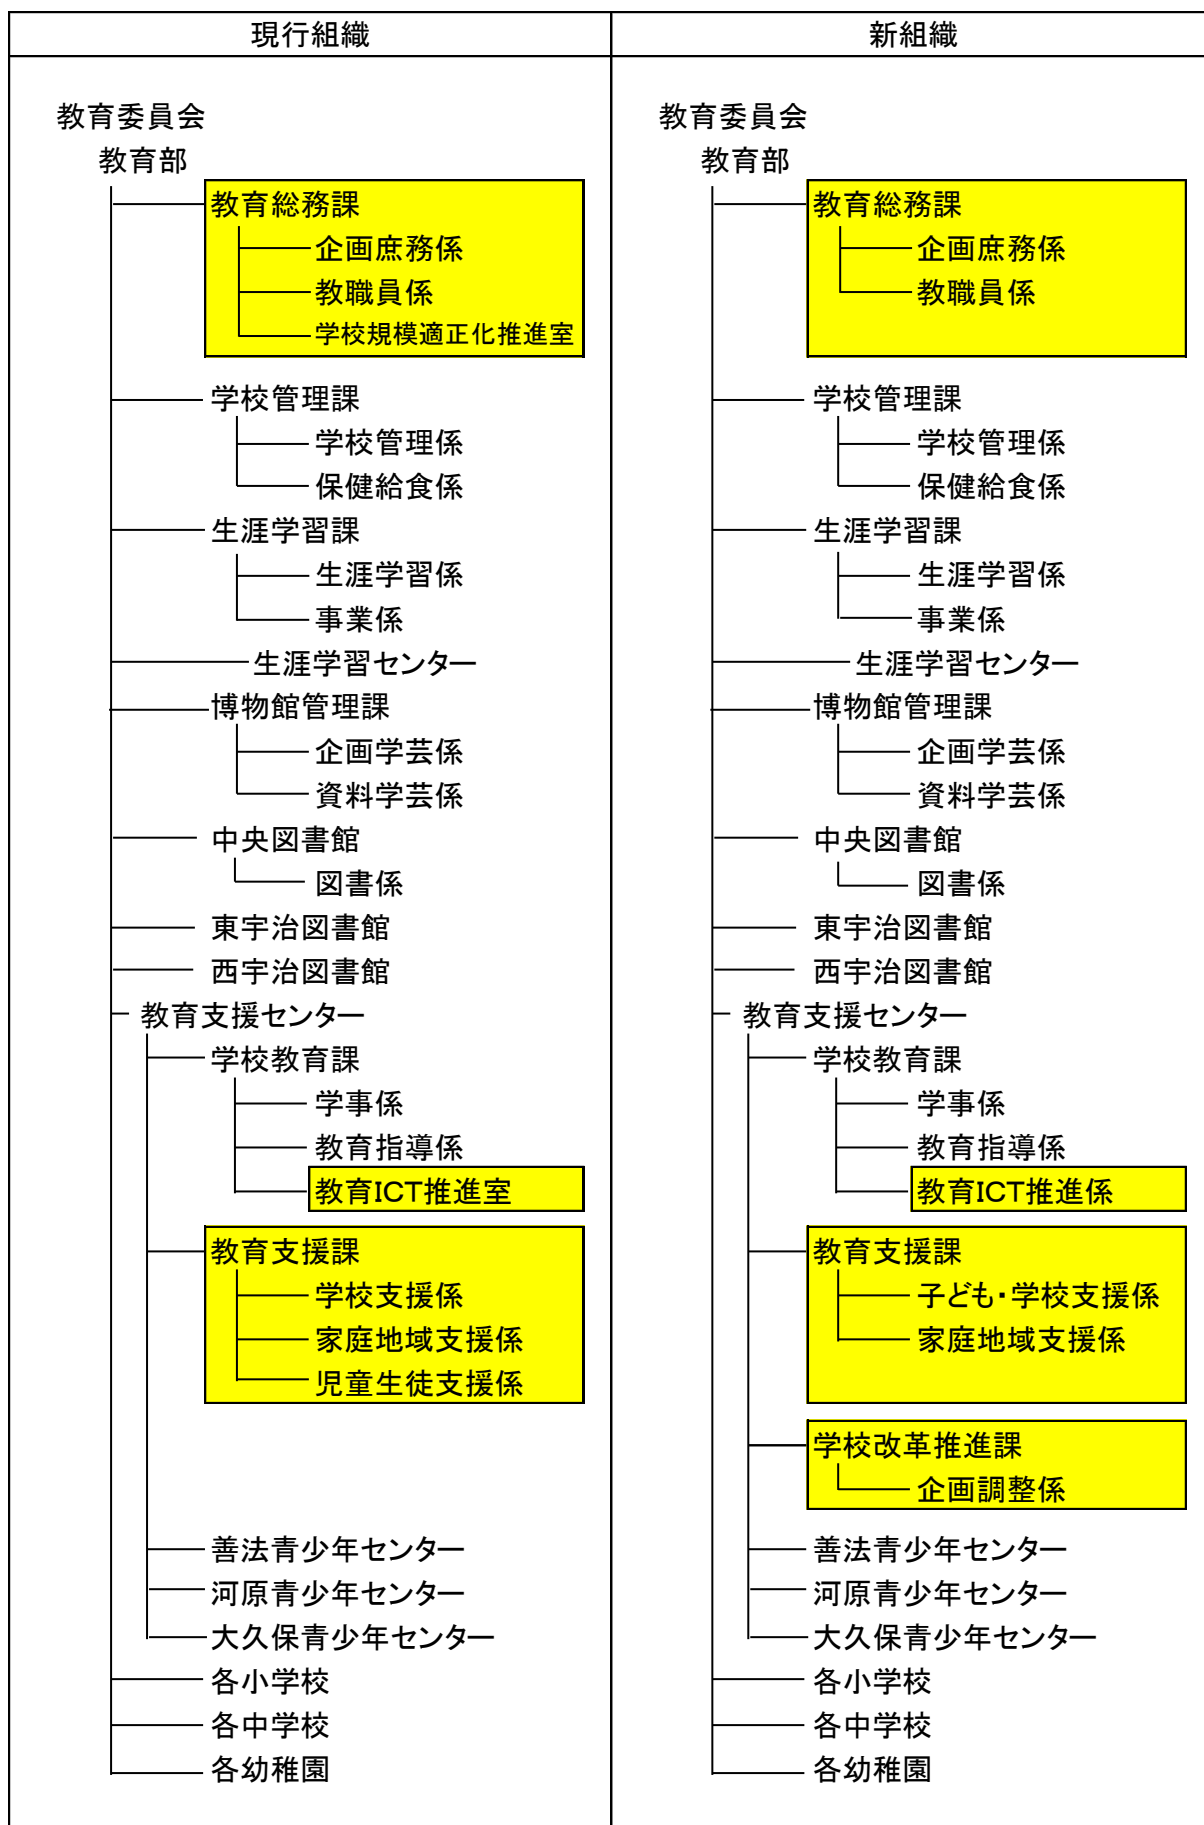 現行組織
教育委員会
教育部
教育総務課
企画庶務係
教職員係
学校規模適正化推進室
学校管理課
学校管理係
保健給食係
生涯学習課
生涯学習係
事業係
生涯学習センター
博物館管理課
企画学芸係
資料学芸係
中央図書館
図書係
東宇治図書館
西宇治図書館
教育支援センター
学校教育課
学事係
教育指導係
教育ICT推進室
教育支援課
学校支援係
家庭地域支援係
児童生徒支援係
善法青少年センター
河原青少年センター
大久保青少年センター
各小学校
各中学校
各幼稚園
新組織
教育委員会
教育部
教育総務課
企画庶務係
教職員係
学校管理課
学校管理係
保健給食係
生涯学習課
生涯学習係
事業係
生涯学習センター
博物館管理課
企画学芸係
資料学芸係
中央図書館
図書係
東宇治図書館
西宇治図書館
教育支援センター
学校教育課
学事係
教育指導係
教育ICT推進係
教育支援課
子ども・学校支援係
家庭地域支援係
学校改革推進課
企画調整係
善法青少年センター
河原青少年センター
大久保青少年センター
各小学校
各中学校
各幼稚園